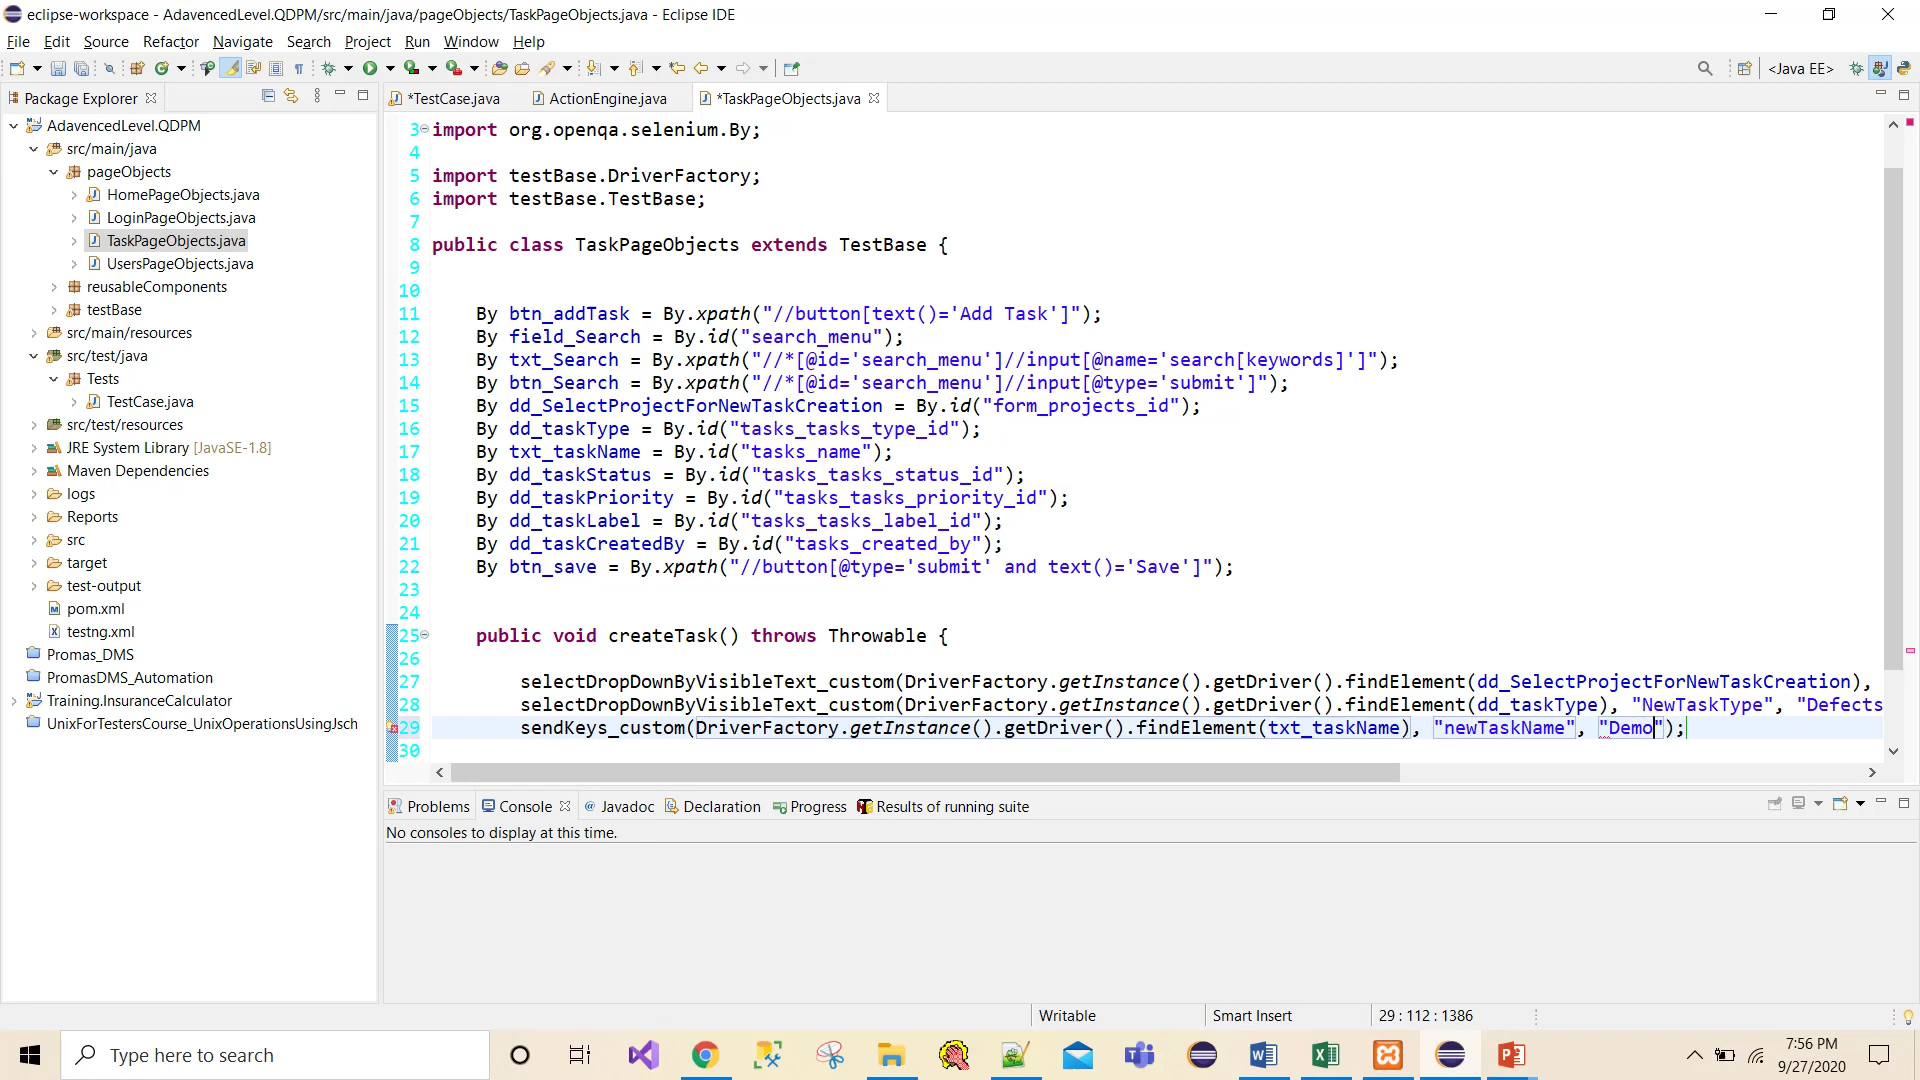 eclipse-workspace - AdavencedLevel.QDPM/src/main/java/pageObjects/TaskPageObjects.java - Eclipse IDE
File Edit Source Refactor Navigate Search Project Run Window Help
<Java EE>
Package Explorer
*TestCase.java ActionEngine.java *TaskPageObjects.java
AdavencedLevel.QDPM
src/main/java
pageObjects
HomePageObjects.java
LoginPageObjects.java
TaskPageObjects.java
UsersPageObjects.java
reusableComponents
testBase
src/main/resources
src/test/java
Tests
TestCase.java
src/test/resources
JRE System Library [JavaSE-1.8]
Maven Dependencies
logs
Reports
src
target
test-output
pom.xml
testng.xml
Promas_DMS
PromasDMS_Automation
Training.InsuranceCalculator
UnixForTestersCourse_UnixOperationsUsingJsch
3 import org.openqa.selenium.By;
4
5 import testBase.DriverFactory;
6 import testBase.TestBase;
7
8 public class TaskPageObjects extends TestBase {
9
10
11 By btn_addTask = By.xpath("//button[text()='Add Task']");
12 By field_Search = By.id("search_menu");
13 By txt_Search = By.xpath("//*[@id='search_menu']//input[@name='search[keywords]']");
14 By btn_Search = By.xpath("//*[@id='search_menu']//input[@type='submit']");
15 By dd_SelectProjectForNewTaskCreation = By.id("form_projects_id");
16 By dd_taskType = By.id("tasks_tasks_type_id");
17 By txt_taskName = By.id("tasks_name");
18 By dd_taskStatus = By.id("tasks_tasks_status_id");
19 By dd_taskPriority = By.id("tasks_tasks_priority_id");
20 By dd_taskLabel = By.id("tasks_tasks_label_id");
21 By dd_taskCreatedBy = By.id("tasks_created_by");
22 By btn_save = By.xpath("//button[@type='submit' and text()='Save']");
23
24
25 public void createTask() throws Throwable {
26
27 selectDropDownByVisibleText_custom(DriverFactory.getInstance().getDriver().findElement(dd_SelectProjectForNewTaskCreation),
28 selectDropDownByVisibleText_custom(DriverFactory.getInstance().getDriver().findElement(dd_taskType), "NewTaskType", "Defects
29 sendKeys_custom(DriverFactory.getInstance().getDriver().findElement(txt_taskName), "newTaskName", "Demo");
30
Problems Console Javadoc Declaration Progress Results of running suite
No consoles to display at this time.
Writable Smart Insert 29 : 112 : 1386
Type here to search
7:56 PM
9/27/2020